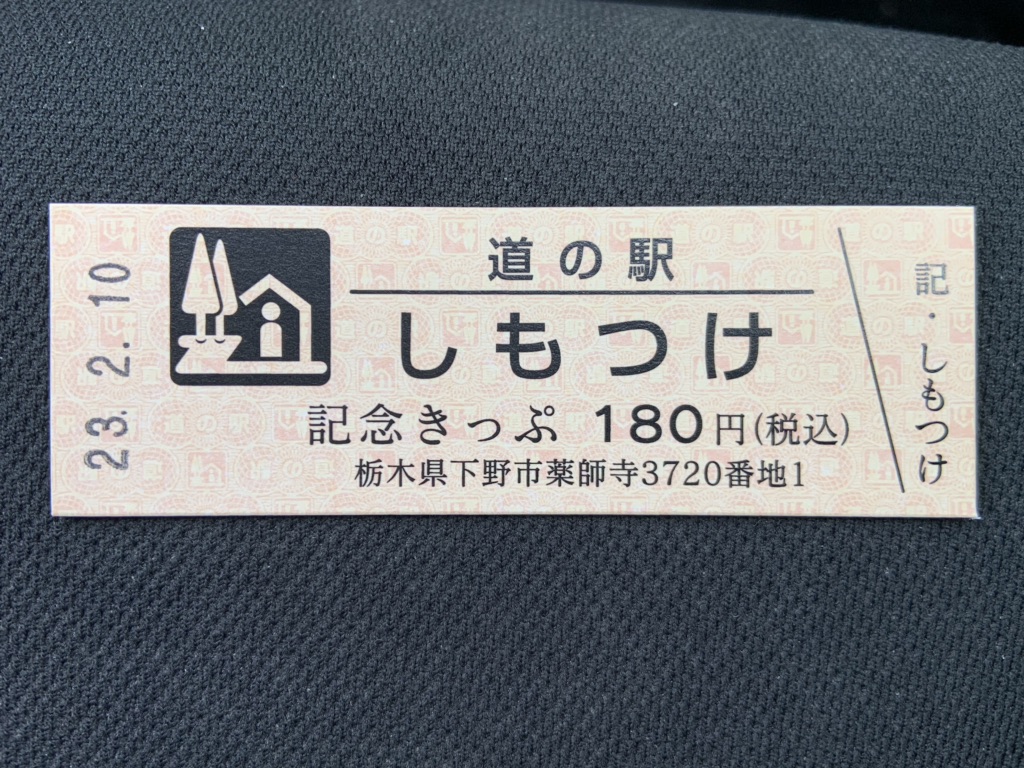 23. 2. 10
道の駅
しもつけ
記念きっぷ 180円(税込)
栃木県下野市薬師寺3720番地1
記・しもつけ